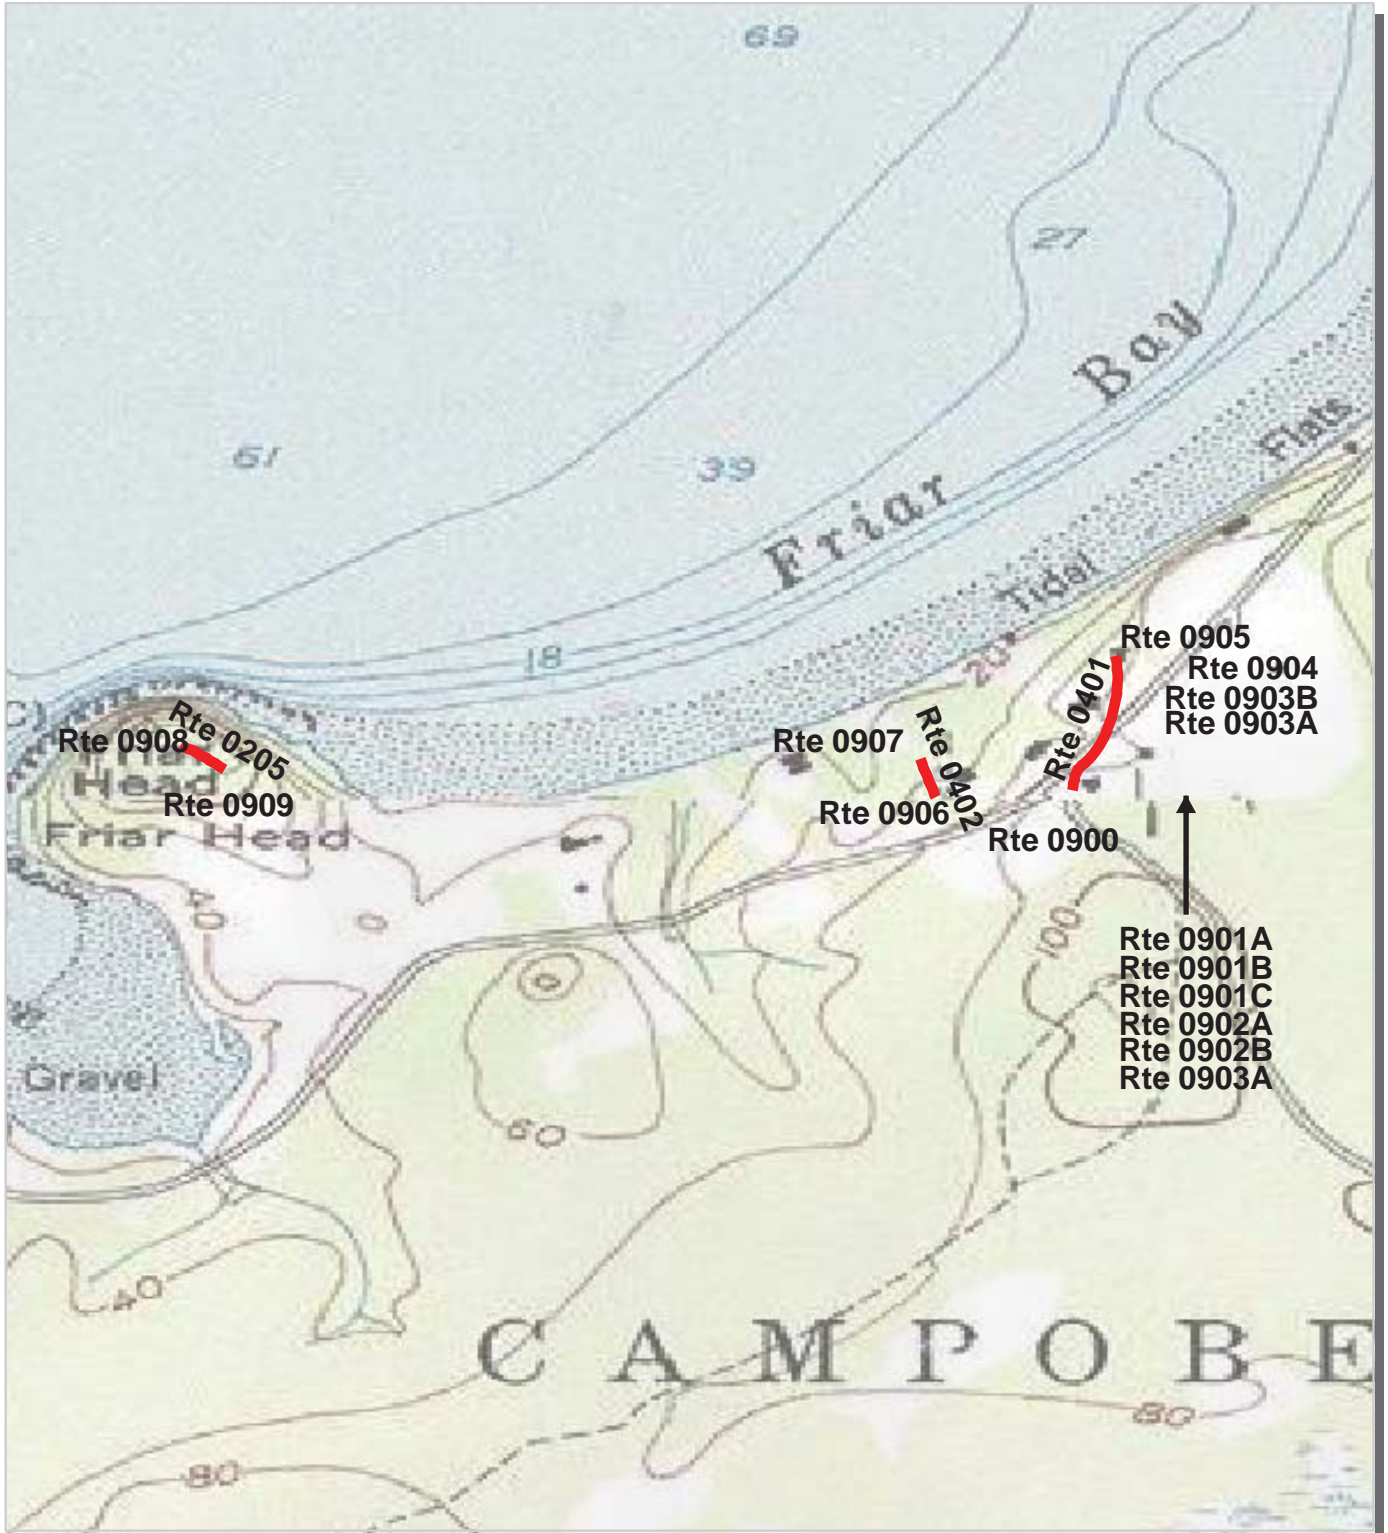 69
27
Bay
Flats
61
39
Friar
Tidal
18
20
Rte 0905
Rte 0401
Rte 0904
Rte 0903B
Rte 0903A
Rte 0205
Rte 0908
Rte 0907
Rte 0402
Head
Rte 0909
Rte 0906
Friar Head
Rte 0900
40
100
Rte 0901A
Rte 0901B
Rte 0901C
Rte 0902A
Rte 0902B
Rte 0903A
Gravel
60
40
CAMPOBE
80
80